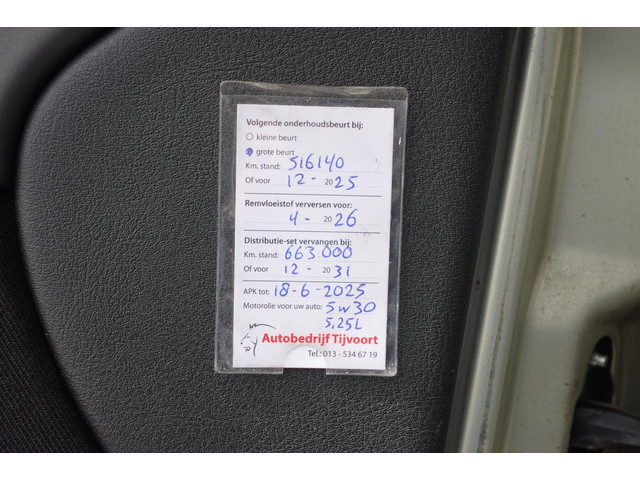 Volgende onderhoudsbeurt bij:
kleine beurt
grote beurt
Km. stand: 516140
Of voor 12 - 2025
Remvloeistof verversen voor:
4 - 2026
Distributie-set vervangen bij:
Km. stand: 663.000
Of voor 12 - 2031
APK tot: 18-6-2025
Motorolie voor uw auto: 5w30
5,25L
Autobedrijf Tijvoort
Tel.: 013 - 534 67 19